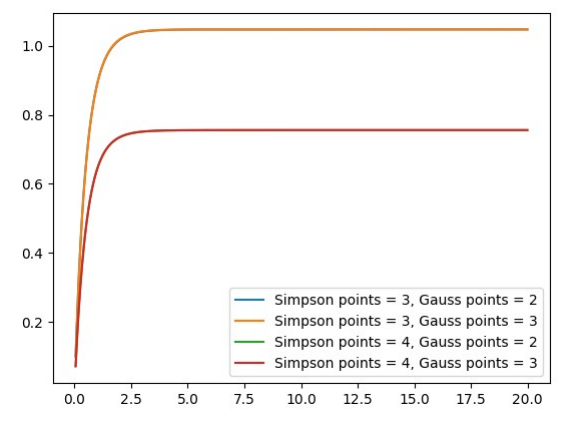 1.0
0.8
0.6
0.4
0.2
Simpson points = 3, Gauss points = 2
Simpson points = 3, Gauss points = 3
Simpson points = 4, Gauss points = 2
Simpson points = 4, Gauss points = 3
0.0 2.5 5.0 7.5 10.0 12.5 15.0 17.5 20.0